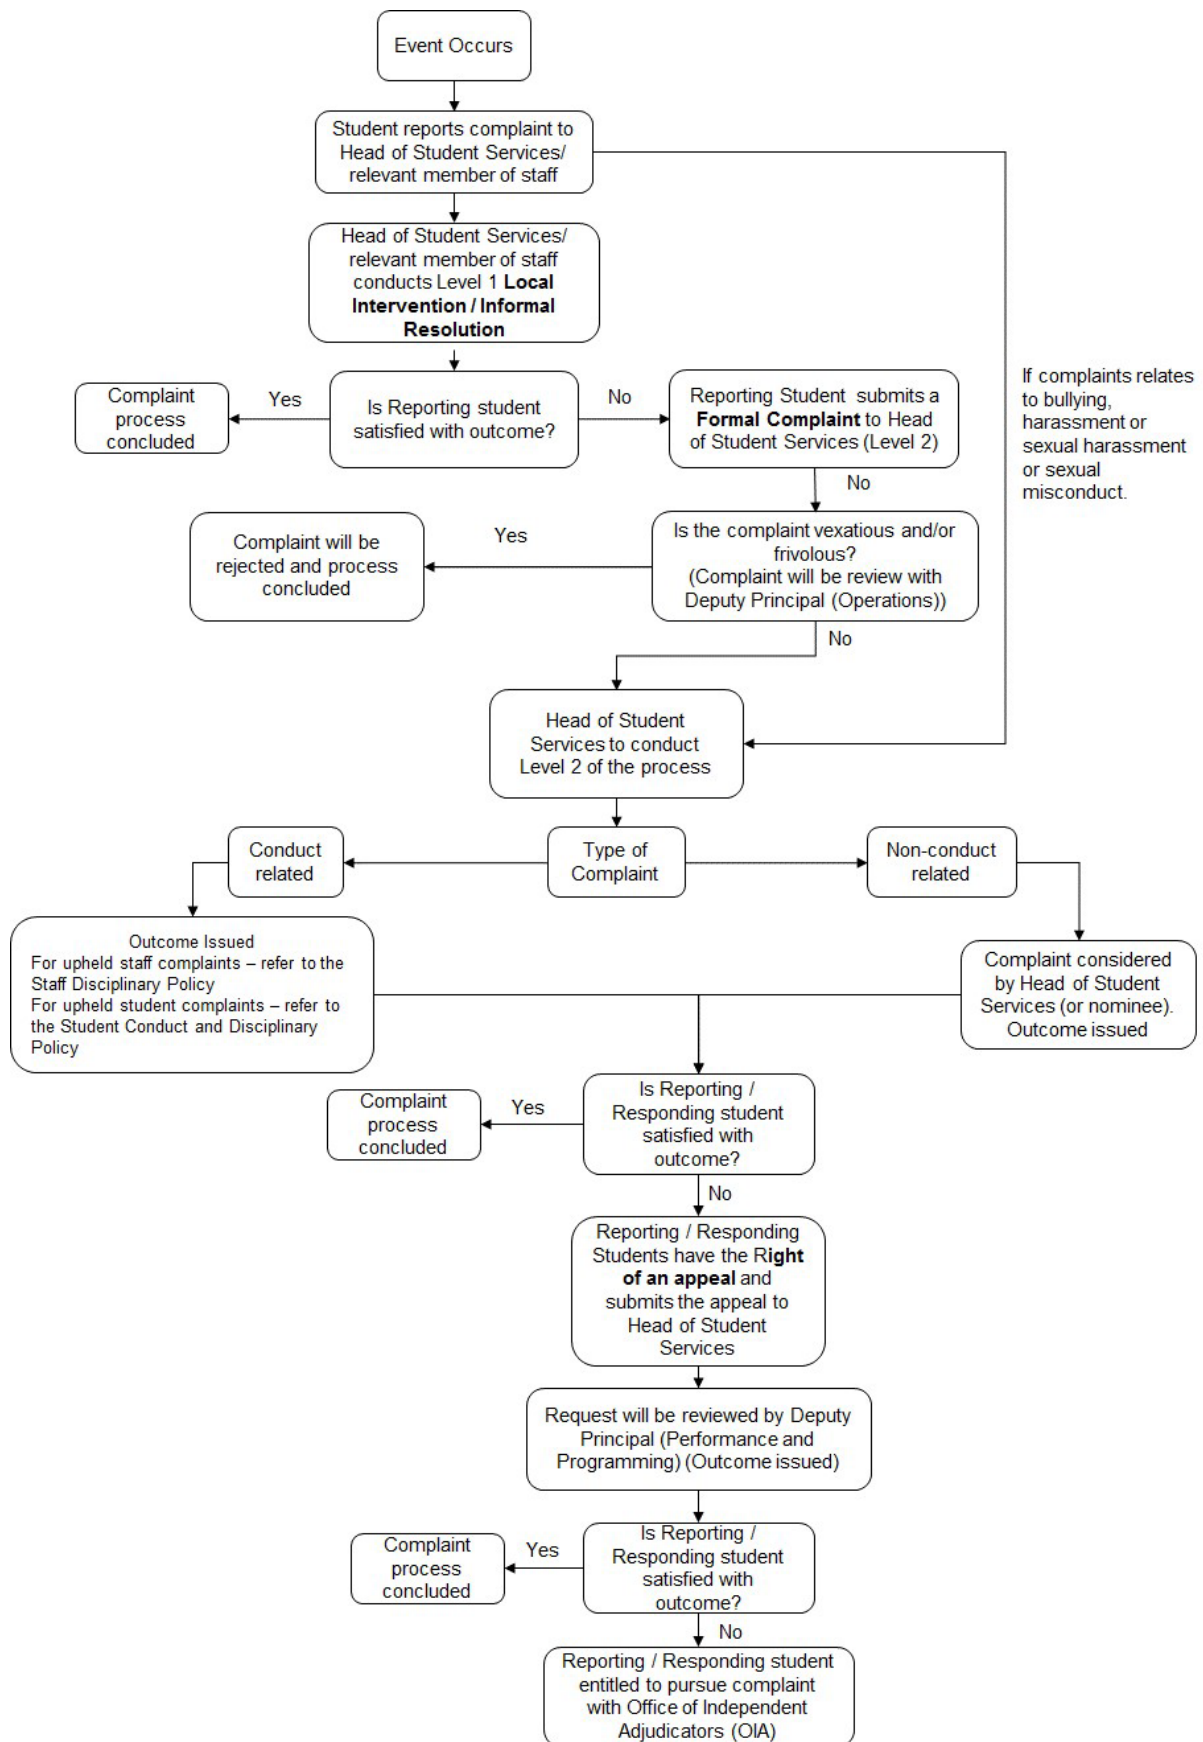 Event Occurs
Student reports complaint to
Head of Student Services/
relevant member of staff
Head of Student Services/
relevant member of staff
conducts Level 1 Local
Intervention / Informal
Resolution
If complaints relates
to bullying,
harassment or
sexual harassment
or sexual
misconduct.
Complaint
process
concluded
Yes
Is Reporting student
satisfied with outcome?
No
Reporting Student submits a
Formal Complaint to Head
of Student Services (Level 2)
No
Complaint will be
rejected and process
concluded
Yes
Is the complaint vexatious and/or
frivolous?
(Complaint will be review with
Deputy Principal (Operations))
No
Head of Student
Services to conduct
Level 2 of the process
Conduct
related
Type of
Complaint
Non-conduct
related
Outcome Issued
For upheld staff complaints – refer to the
Staff Disciplinary Policy
For upheld student complaints – refer to
the Student Conduct and Disciplinary
Policy
Complaint considered
by Head of Student
Services (or nominee).
Outcome issued
Complaint
process
concluded
Yes
Is Reporting /
Responding student
satisfied with
outcome?
No
Reporting / Responding
Students have the Right
of an appeal and
submits the appeal to
Head of Student
Services
Request will be reviewed by Deputy
Principal (Performance and
Programming) (Outcome issued)
Complaint
process
concluded
Yes
Is Reporting /
Responding student
satisfied with
outcome?
No
Reporting / Responding student
entitled to pursue complaint
with Office of Independent
Adjudicators (OIA)